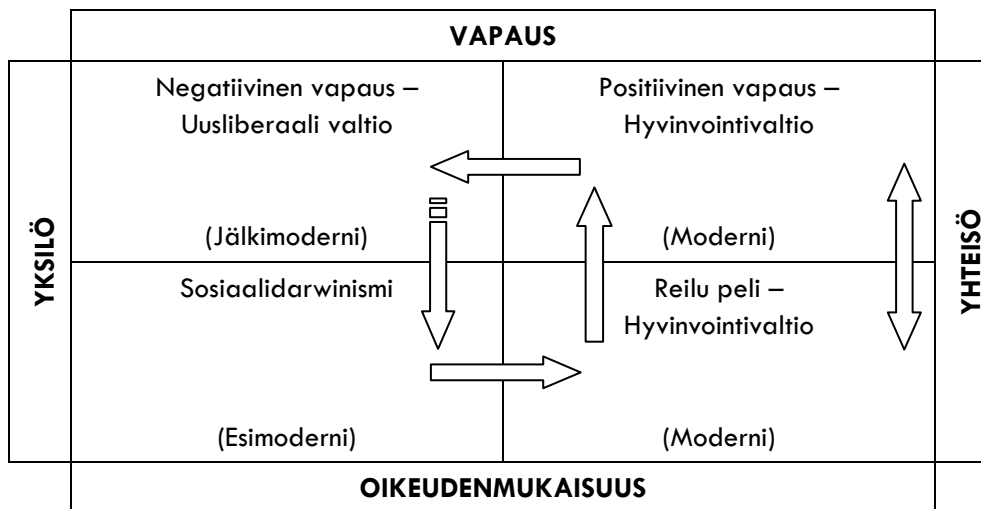 VAPAUS
Negatiivinen vapaus –
Uusliberaali valtio
(Jälkimoderni)
Positiivinen vapaus –
Hyvinvointivaltio
(Moderni)
YKSILÖ
YHTEISÖ
Sosiaalidarwinismi
(Esimoderni)
Reilu peli –
Hyvinvointivaltio
(Moderni)
OIKEUDENMUKAISUUS